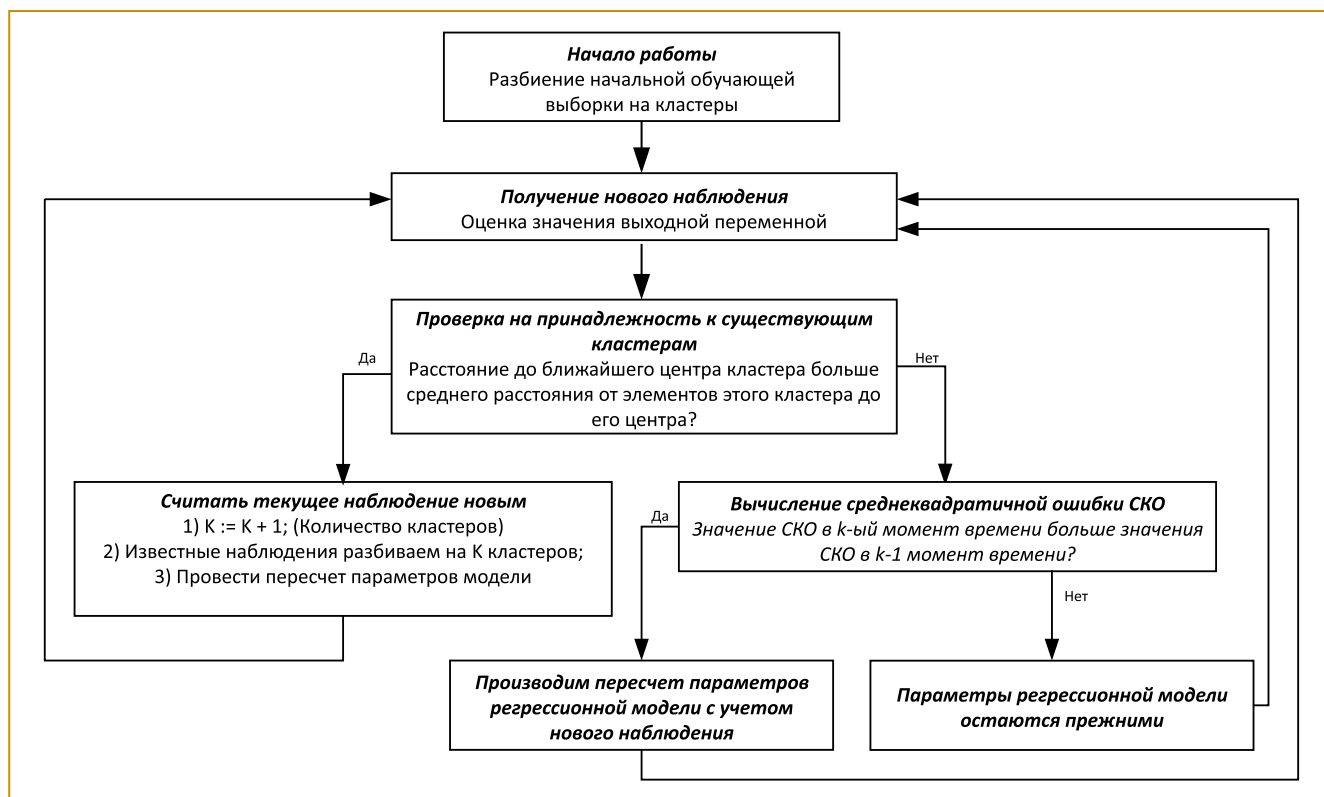 Начало работы
Разбиение начальной обучающей
выборки на кластеры
Получение нового наблюдения
Оценка значения выходной переменной
Проверка на принадлежность к существующим
кластерам
Расстояние до ближайшего центра кластера больше
среднего расстояния от элементов этого кластера до
его центра?
Да
Нет
Считать текущее наблюдение новым
1) K := K + 1; (Количество кластеров)
2) Известные наблюдения разбиваем на K кластеров;
3) Провести пересчет параметров модели
Вычисление среднеквадратичной ошибки СКО
Значение СКО в k-ый момент времени больше значения
СКО в k-1 момент времени?
Да
Нет
Производим пересчет параметров
регрессионной модели с учетом
нового наблюдения
Параметры регрессионной модели
остаются прежними